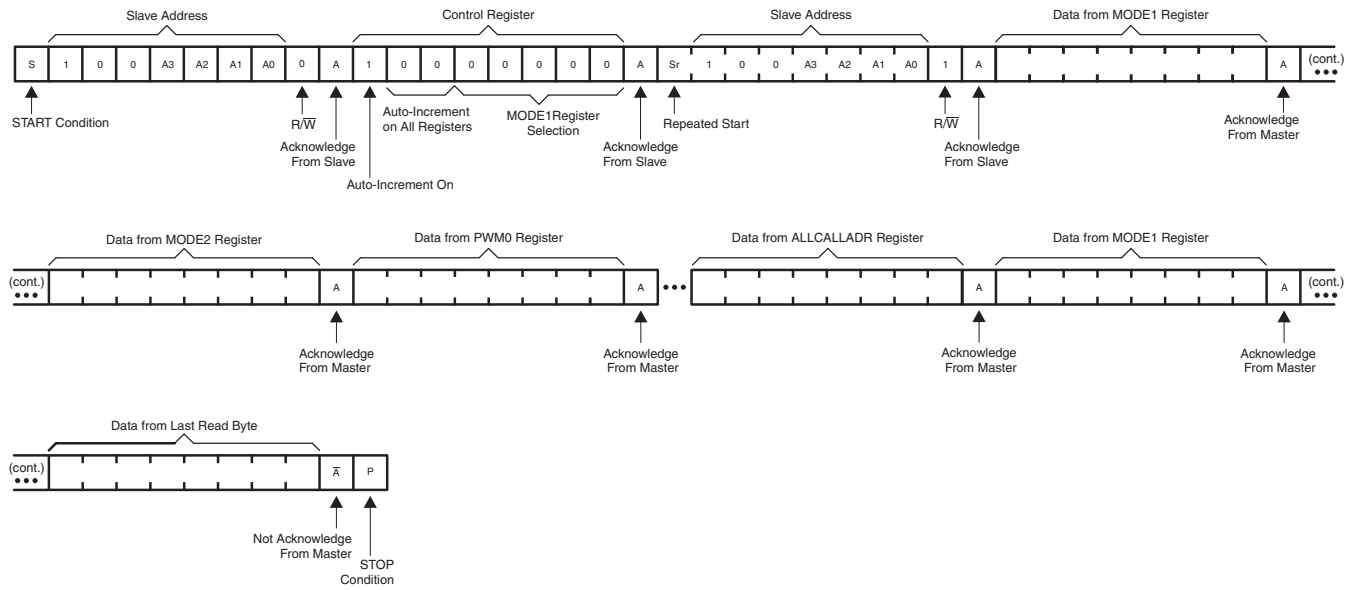 Slave Address Control Register Slave Address Data from MODE1 Register
S 1 0 0 A3 A2 A1 A0 0 A 1 0 0 0 0 0 0 0 A Sr 1 0 0 A3 A2 A1 A0 1 A A (cont.)
START Condition
R/W̅
Acknowledge
From Slave
Auto-Increment On
Auto-Increment
on All Registers
MODE1Register
Selection
Acknowledge
From Slave
Repeated Start
R/W̅
Acknowledge
From Slave
Acknowledge
From Master
Data from MODE2 Register Data from PWM0 Register Data from ALLCALLADR Register Data from MODE1 Register
(cont.) A A A A (cont.)
Acknowledge
From Master
Acknowledge
From Master
Acknowledge
From Master
Acknowledge
From Master
Data from Last Read Byte
(cont.) A̅ P
Not Acknowledge
From Master
STOP
Condition